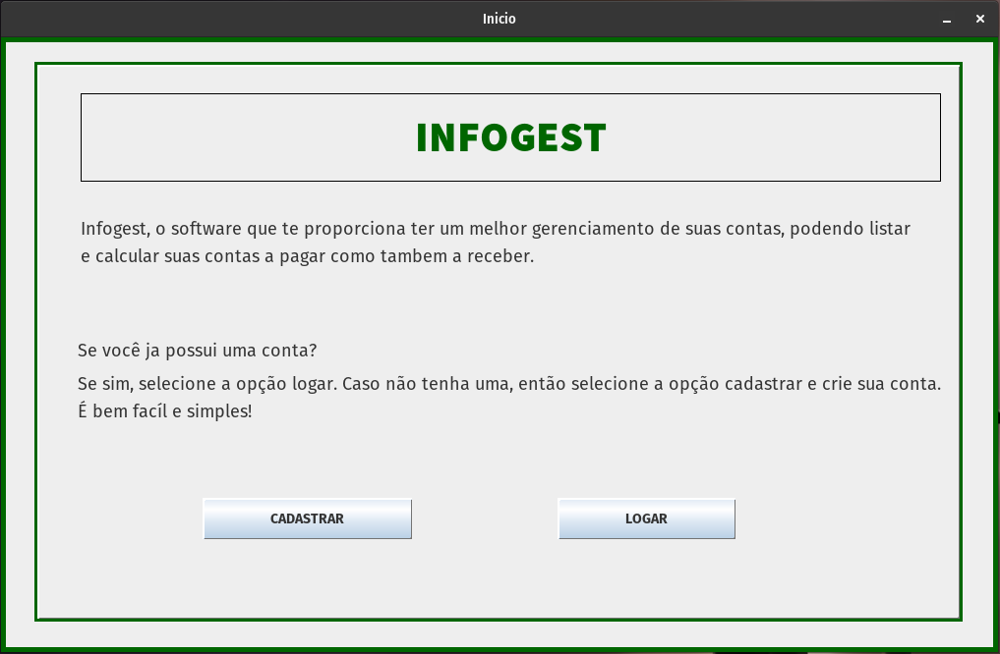 Inicio
INFOGEST
Infogest, o software que te proporciona ter um melhor gerenciamento de suas contas, podendo listar
e calcular suas contas a pagar como tambem a receber.
Se você ja possui uma conta?
Se sim, selecione a opção logar. Caso não tenha uma, então selecione a opção cadastrar e crie sua conta.
É bem facíl e simples!
CADASTRAR
LOGAR